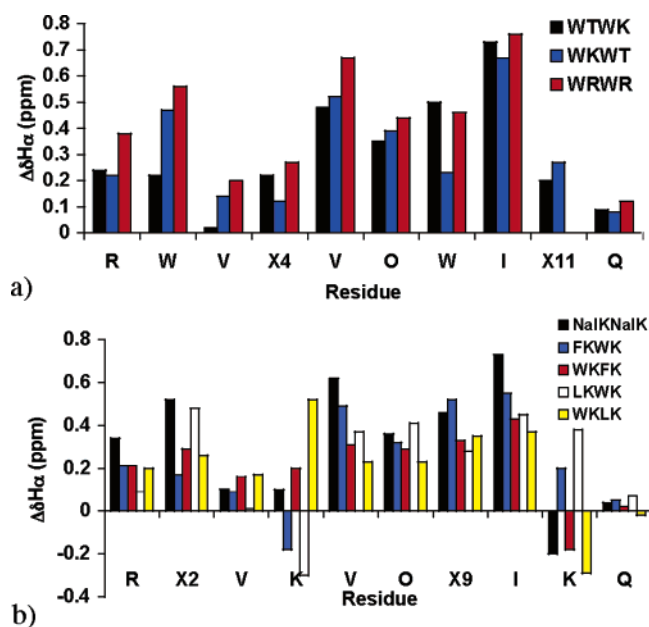 0.8
0.7
0.6
0.5
0.4
0.3
0.2
0.1
0
ΔδHα (ppm)
WTWK
WKWT
WRWR
R W V X4 V O W I X11 Q
Residue
a)
0.8
0.6
0.4
0.2
0
-0.2
-0.4
ΔδHα (ppm)
NalKNalK
FKWK
WKFK
LKWK
WKLK
R X2 V K V O X9 I K Q
Residue
b)